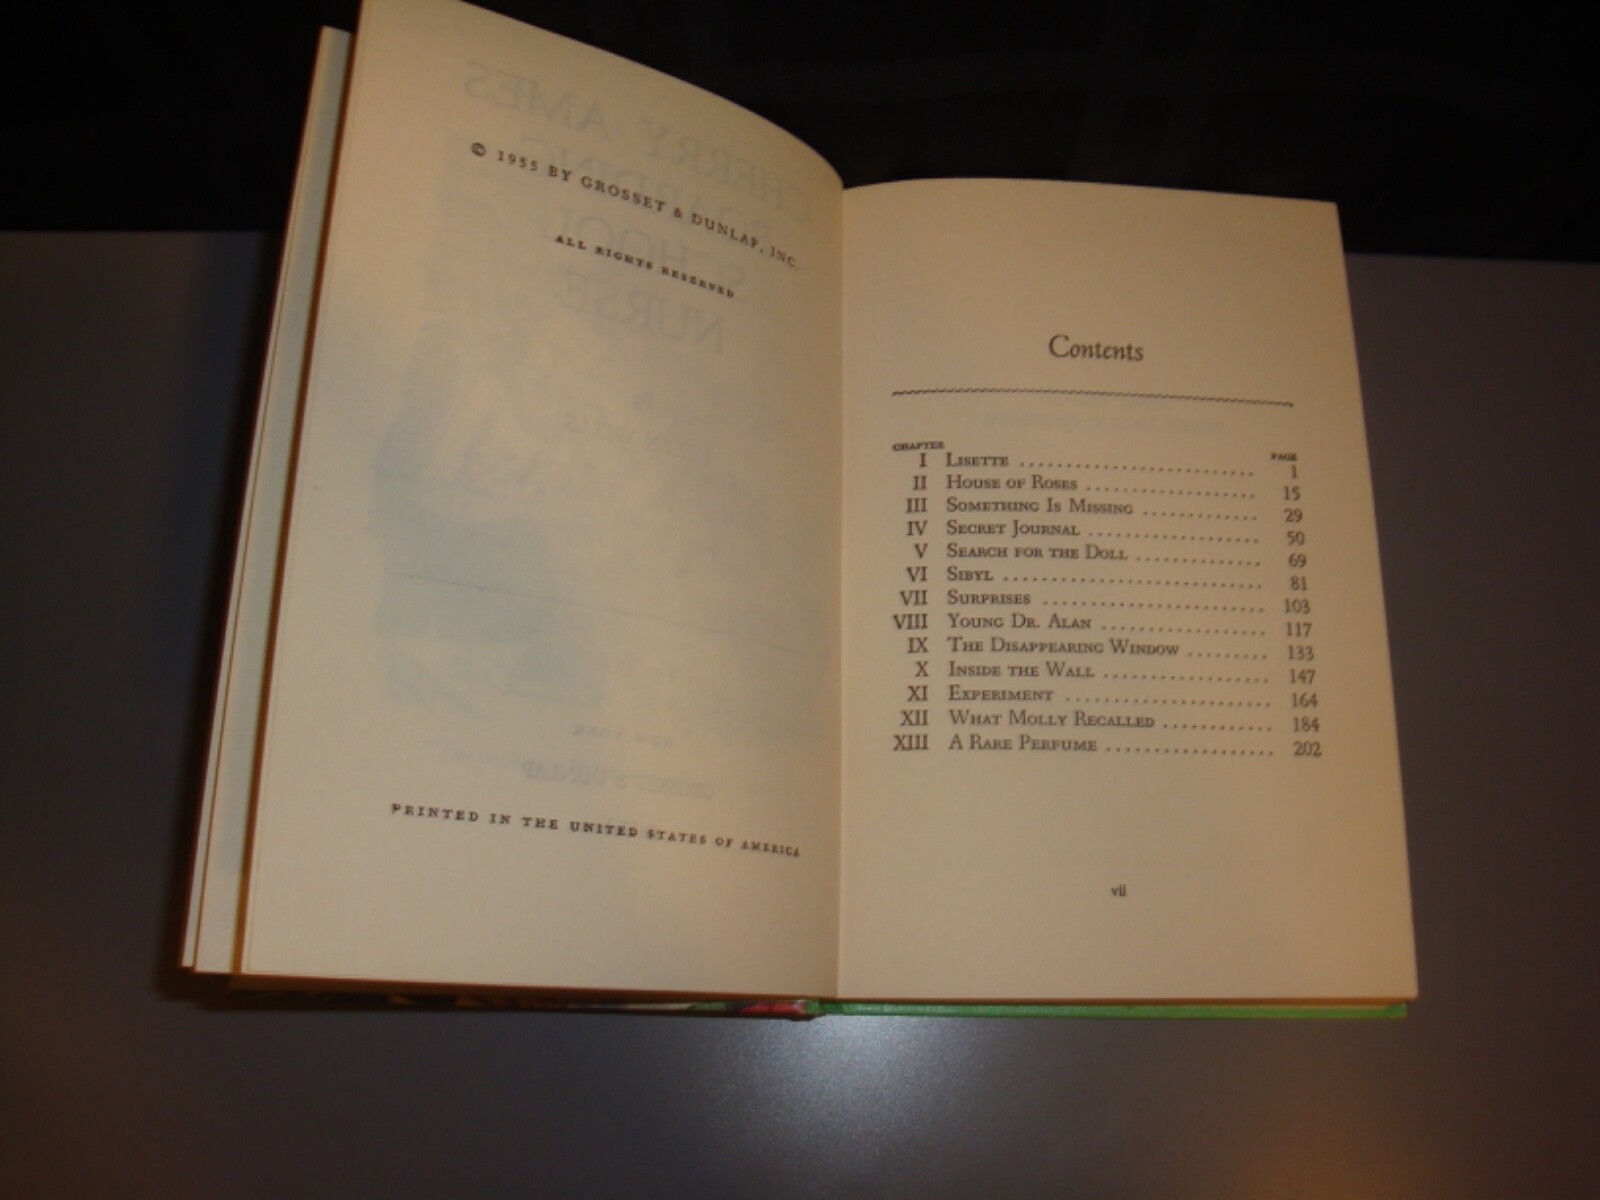 © 1955 BY GROSSET & DUNLAP, INC.
ALL RIGHTS RESERVED
PRINTED IN THE UNITED STATES OF AMERICA
Contents
CHAPTER PAGE
I LISETTE 1
II HOUSE OF ROSES 15
III SOMETHING IS MISSING 29
IV SECRET JOURNAL 50
V SEARCH FOR THE DOLL 69
VI SIBYL 81
VII SURPRISES 103
VIII YOUNG DR. ALAN 117
IX THE DISAPPEARING WINDOW 133
X INSIDE THE WALL 147
XI EXPERIMENT 164
XII WHAT MOLLY RECALLED 184
XIII A RARE PERFUME 202
vii